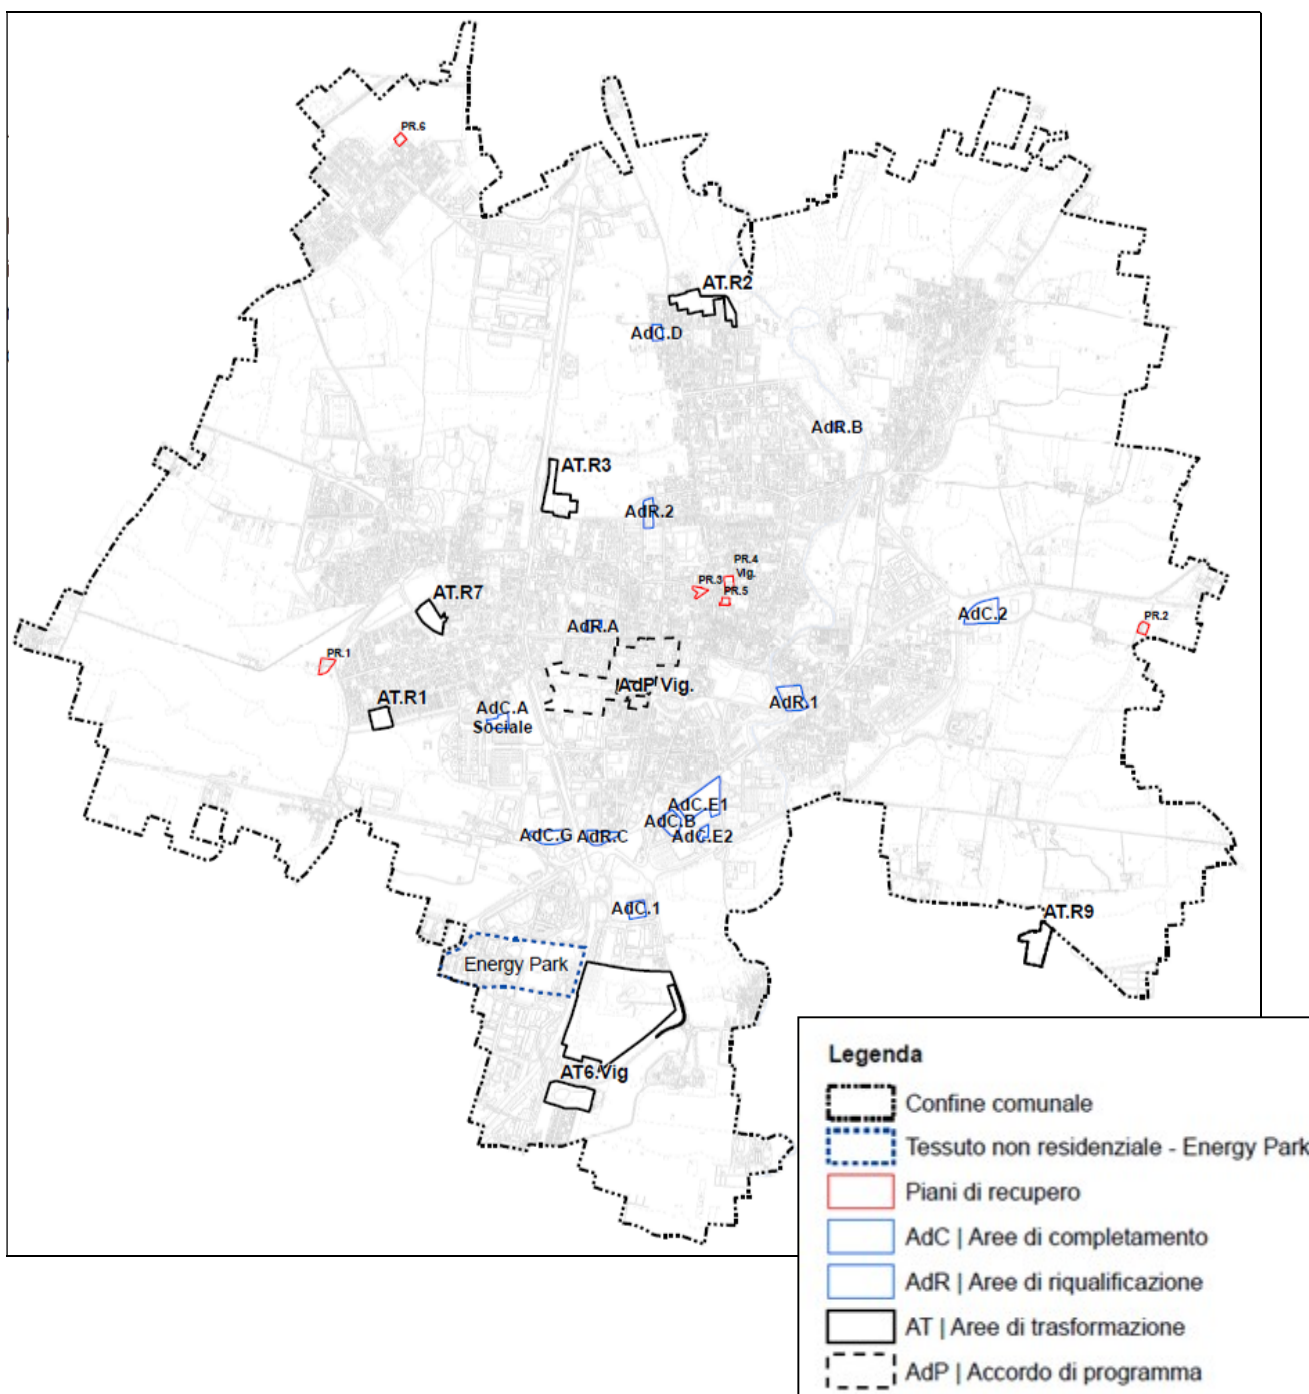 PR.6
AT.R2
AdC.D
AdR.B
AT.R3
AdR.2
PR.4
Vig.
PR.3
PR.5
AT.R7
AdC.2
PR.2
AdR.A
PR.1
AdP Vig.
AT.R1
AdC.A
Sociale
AdR.1
AdC.E1
AdC.B
AdC.G
AdR.C
AdC.E2
AdC.1
AT.R9
Energy Park
AT6.Vig
Legenda
Confine comunale
Tessuto non residenziale - Energy Park
Piani di recupero
AdC | Aree di completamento
AdR | Aree di riqualificazione
AT | Aree di trasformazione
AdP | Accordo di programma